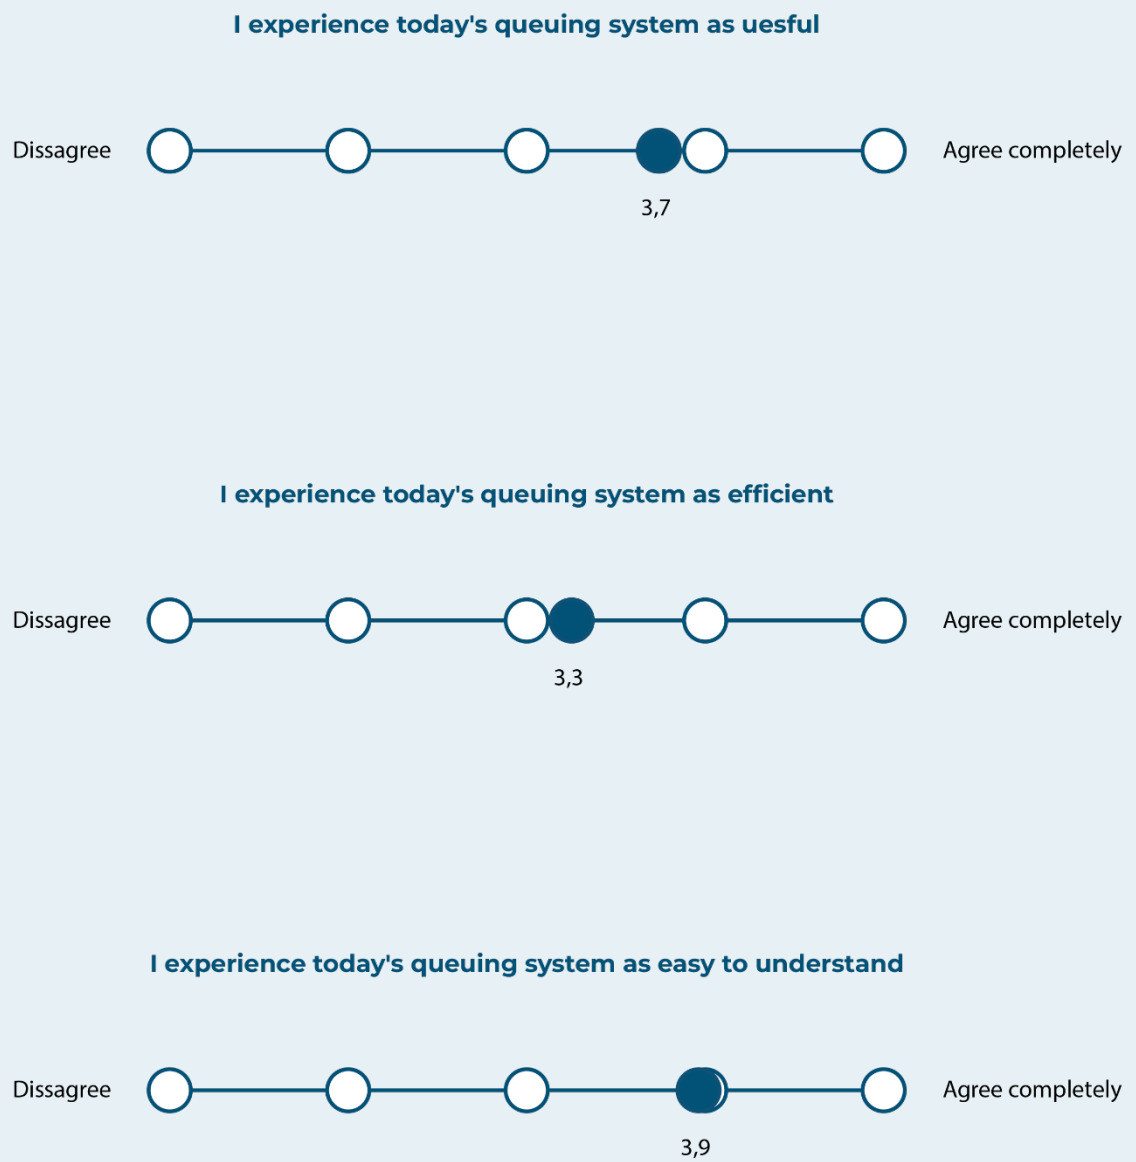 I experience today's queuing system as uesful
Dissagree
Agree completely
3,7
I experience today's queuing system as efficient
Dissagree
Agree completely
3,3
I experience today's queuing system as easy to understand
Dissagree
Agree completely
3,9